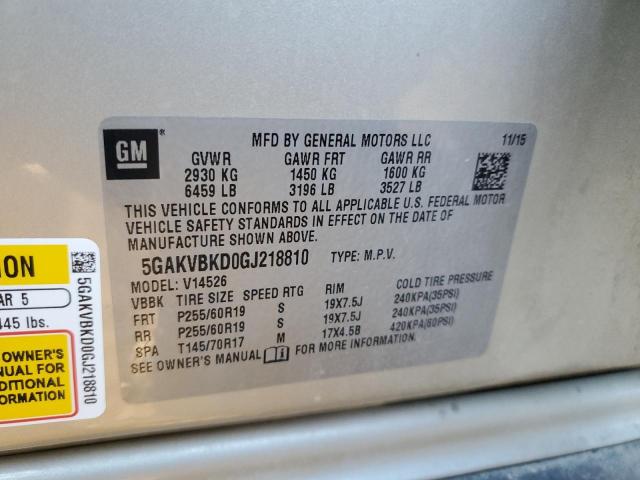 GM®
MFD BY GENERAL MOTORS LLC 11/15
GVWR GAWR FRT GAWR RR
2930 KG 1450 KG 1600 KG
6459 LB 3196 LB 3527 LB
THIS VEHICLE CONFORMS TO ALL APPLICABLE U.S. FEDERAL MOTOR
VEHICLE SAFETY STANDARDS IN EFFECT ON THE DATE OF
MANUFACTURE SHOWN ABOVE.
5GAKVBKD0GJ218810 TYPE: M.P.V.
MODEL: V14526
VBBK TIRE SIZE SPEED RTG RIM COLD TIRE PRESSURE
FRT P255/60R19 S 19X7.5J 240KPA(35PSI)
RR P255/60R19 S 19X7.5J 240KPA(35PSI)
SPA T145/70R17 M 17X4.5B 420KPA(60PSI)
SEE OWNER'S MANUAL FOR MORE INFORMATION.
ION
AR 5
445 lbs.
OWNER'S
NUAL FOR
DITIONAL
RMATION
5GAKVBKD0GJ218810